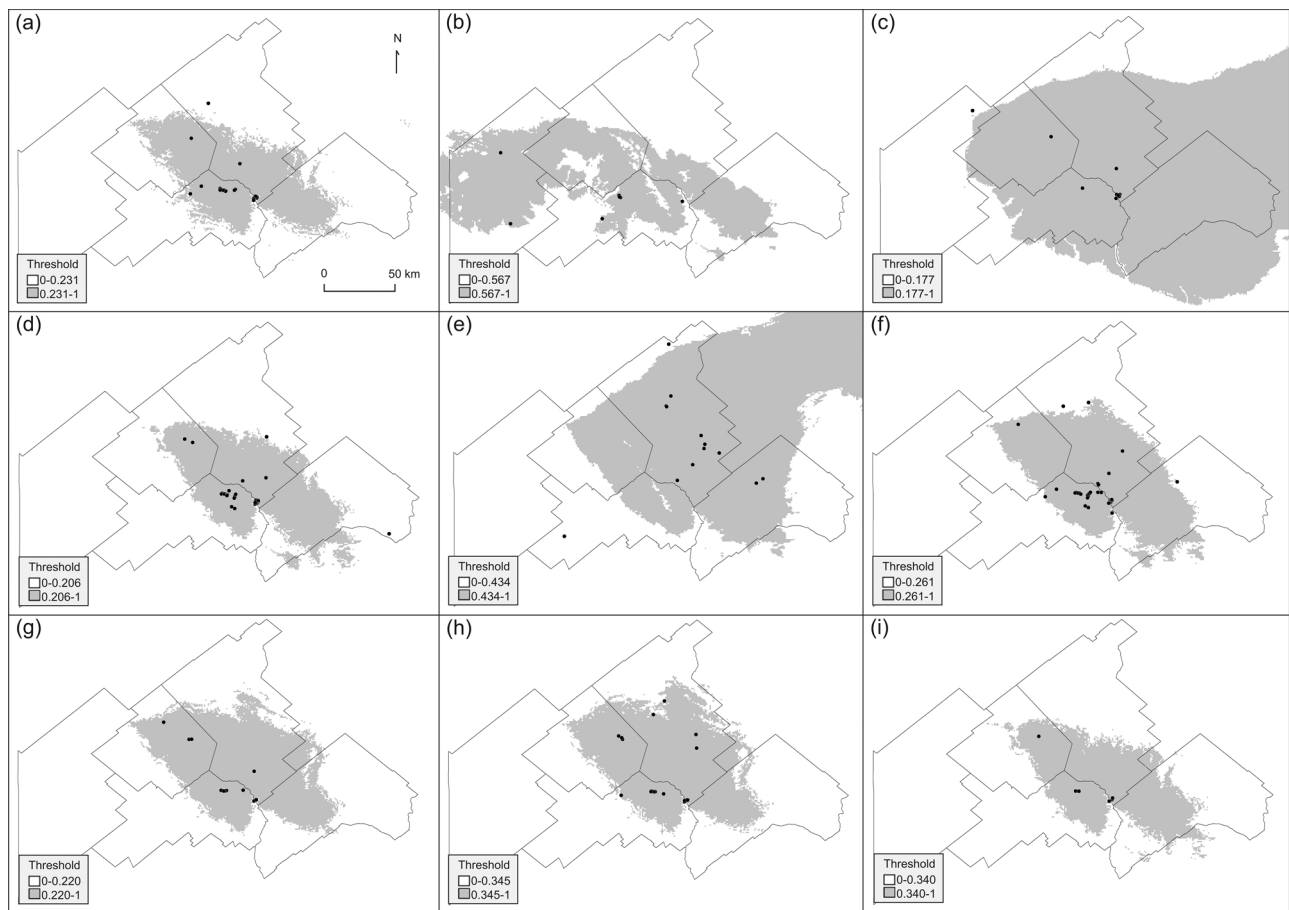 (a)
N
Threshold
0-0.231
0.231-1
0 50 km
(b)
Threshold
0-0.567
0.567-1
(c)
Threshold
0-0.177
0.177-1
(d)
Threshold
0-0.206
0.206-1
(e)
Threshold
0-0.434
0.434-1
(f)
Threshold
0-0.261
0.261-1
(g)
Threshold
0-0.220
0.220-1
(h)
Threshold
0-0.345
0.345-1
(i)
Threshold
0-0.340
0.340-1